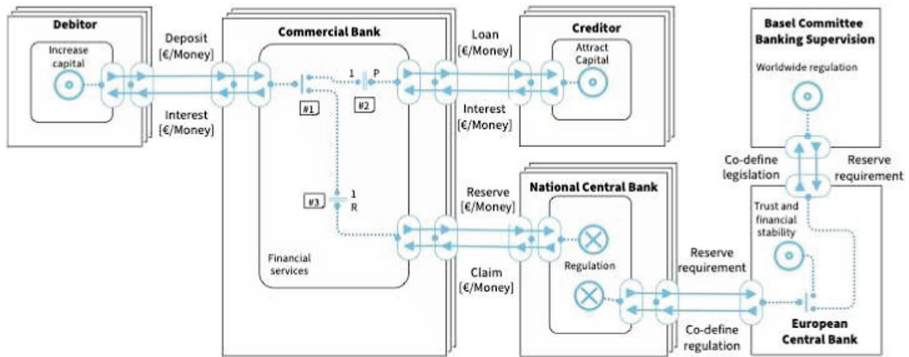 Debitor
Increase
capital
Deposit
[€/Money]
Interest
[€/Money]
Commercial Bank
1
P
#1
#2
#3
1
R
Financial
services
Loan
[€/Money]
Interest
[€/Money]
Creditor
Attract
Capital
Reserve
[€/Money]
Claim
[€/Money]
National Central Bank
Regulation
Reserve
requirement
Co-define
regulation
Basel Committee
Banking Supervision
Worldwide regulation
Co-define
legislation
Reserve
requirement
Trust and
financial
stability
European
Central Bank